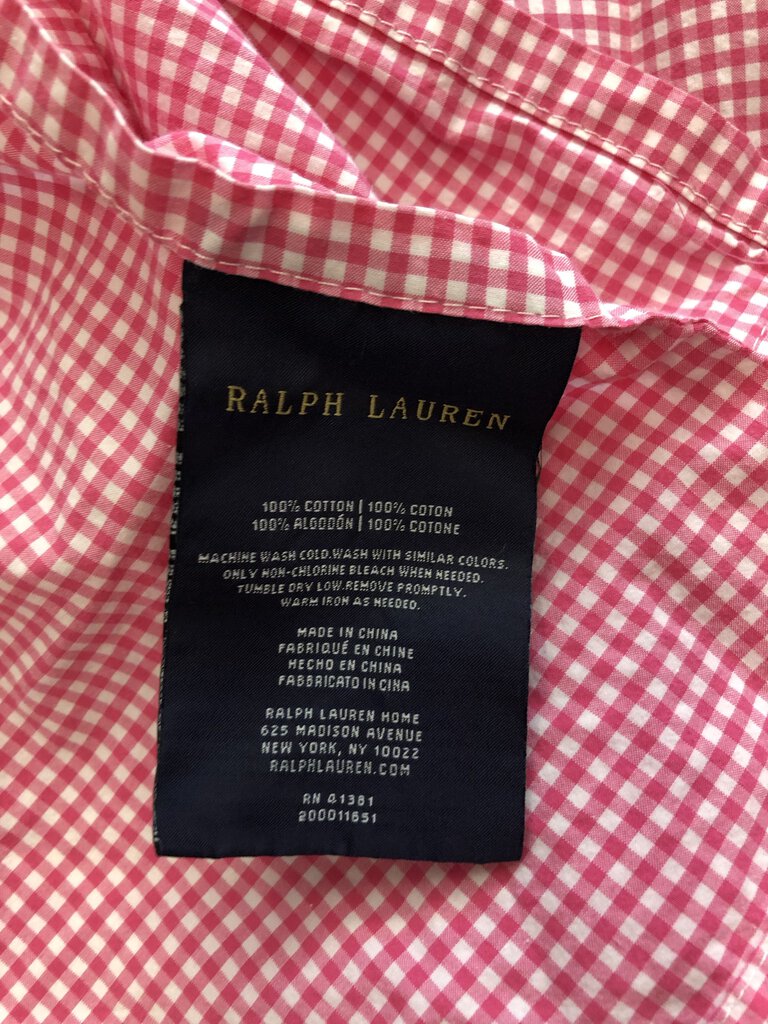 RALPH LAUREN
100% COTTON | 100% COTON
100% ALGODÓN | 100% COTONE
MACHINE WASH COLD.WASH WITH SIMILAR COLORS.
ONLY NON-CHLORINE BLEACH WHEN NEEDED.
TUMBLE DRY LOW.REMOVE PROMPTLY.
WARM IRON AS NEEDED.
MADE IN CHINA
FABRIQUÉ EN CHINE
HECHO EN CHINA
FABBRICATO IN CINA
RALPH LAUREN HOME
625 MADISON AVENUE
NEW YORK, NY 10022
RALPHLAUREN.COM
RN 41381
200011651